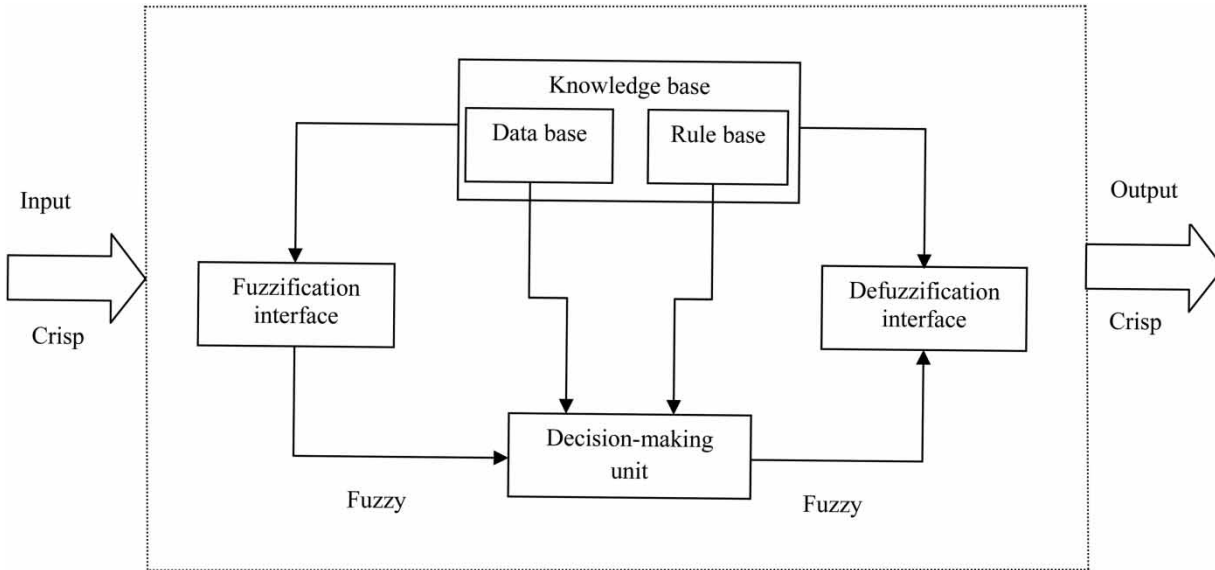 Knowledge base
Data base
Rule base
Input
Output
Fuzzification
interface
Defuzzification
interface
Crisp
Crisp
Decision-making
unit
Fuzzy
Fuzzy